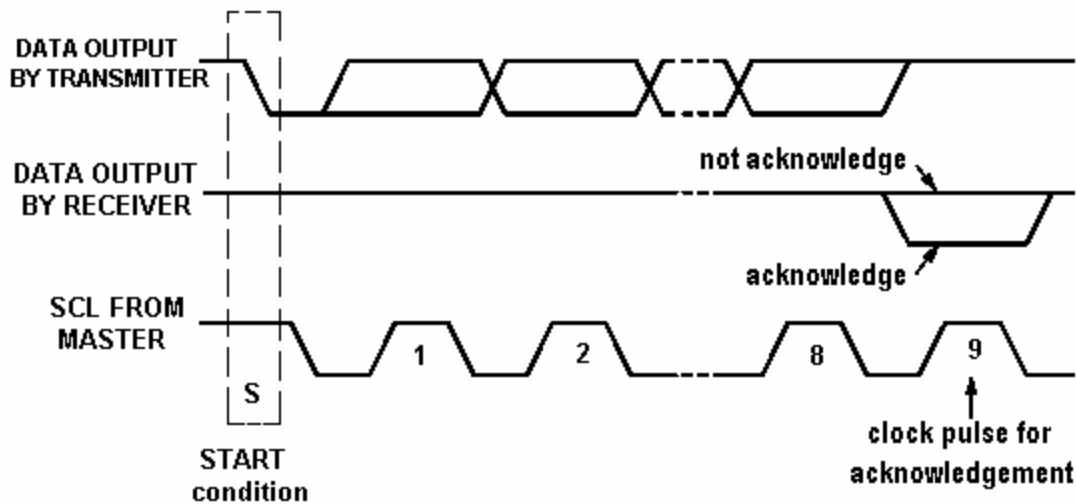 DATA OUTPUT
BY TRANSMITTER
not acknowledge
DATA OUTPUT
BY RECEIVER
acknowledge
SCL FROM
MASTER
1
2
8
9
S
clock pulse for
acknowledgement
START
condition